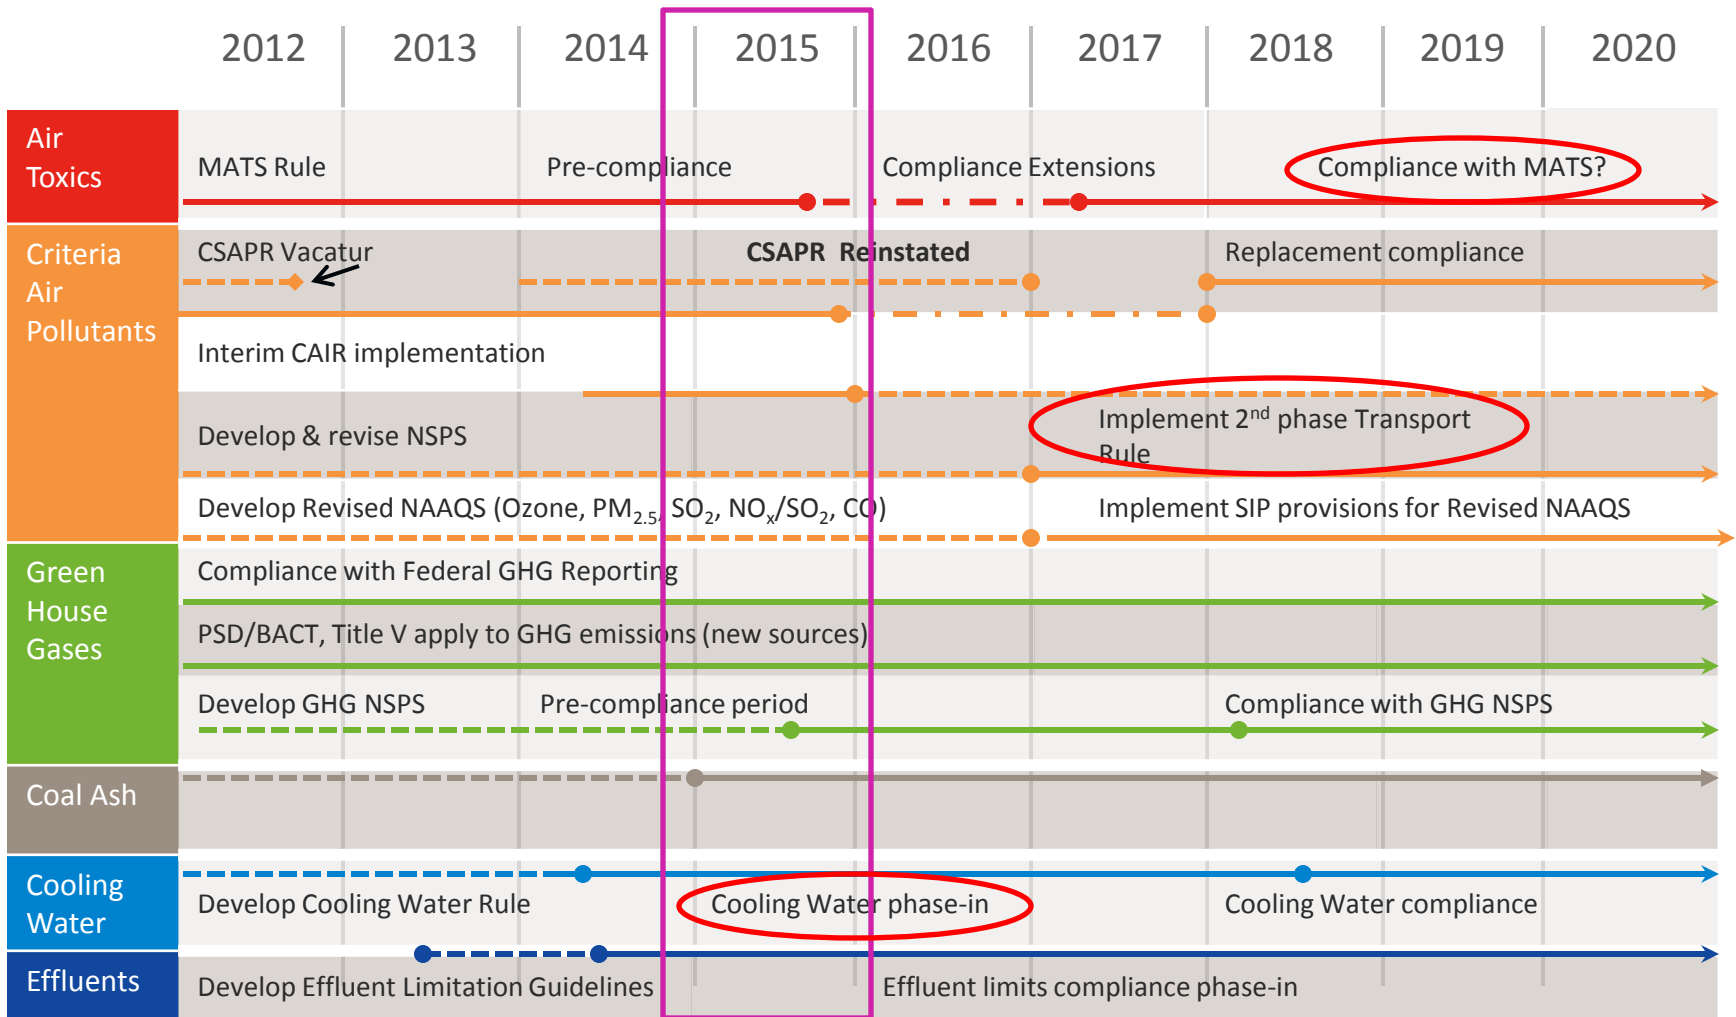 2012 2013 2014 2015 2016 2017 2018 2019 2020
Air
Toxics
MATS Rule Pre-compliance Compliance Extensions Compliance with MATS?
Criteria
Air
Pollutants
CSAPR Vacatur CSAPR Reinstated Replacement compliance
Interim CAIR implementation
Develop & revise NSPS
Implement 2nd phase Transport
Rule
Develop Revised NAAQS (Ozone, PM2.5, SO2, NOx/SO2, CO) Implement SIP provisions for Revised NAAQS
Green
House
Gases
Compliance with Federal GHG Reporting
PSD/BACT, Title V apply to GHG emissions (new sources)
Develop GHG NSPS Pre-compliance period Compliance with GHG NSPS
Coal Ash
Cooling
Water
Develop Cooling Water Rule Cooling Water phase-in Cooling Water compliance
Effluents
Develop Effluent Limitation Guidelines Effluent limits compliance phase-in